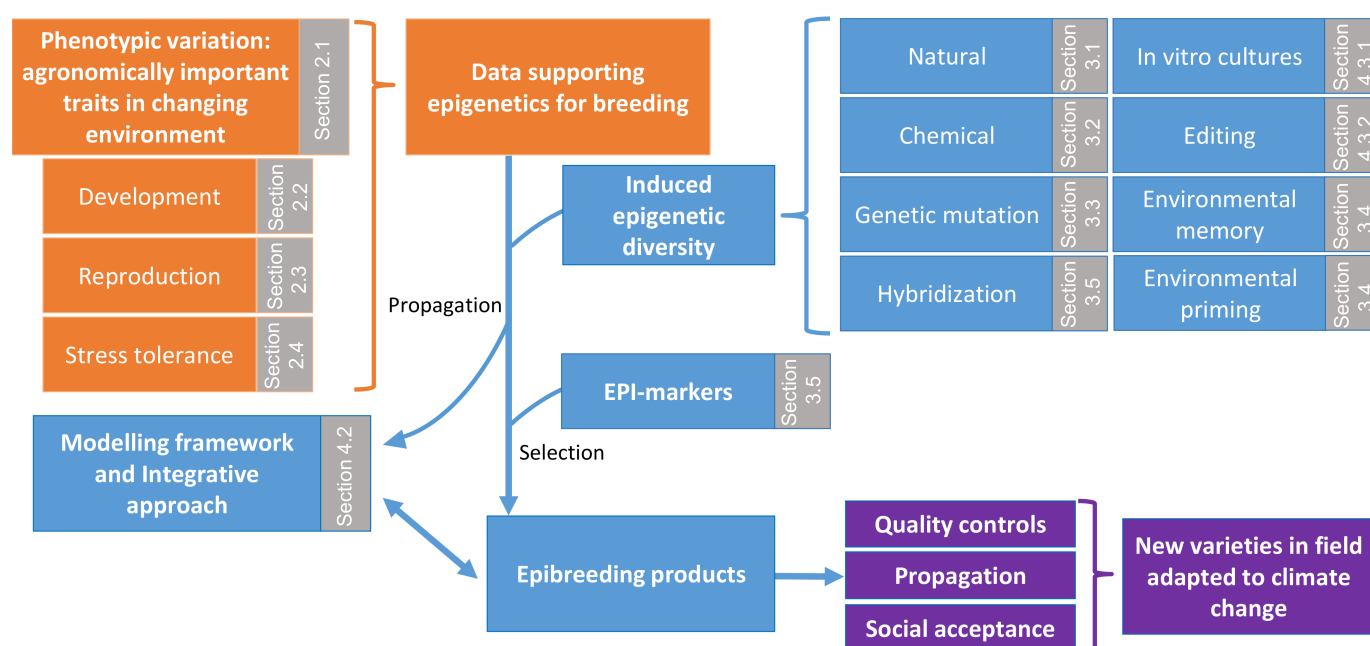 Phenotypic variation:
agronomically important
traits in changing
environment
Section 2.1
Development
Section
2.2
Reproduction
Section
2.3
Stress tolerance
Section
2.4
Data supporting
epigenetics for breeding
Induced
epigenetic
diversity
Natural
Section
3.1
In vitro cultures
Section
4.3.1
Chemical
Section
3.2
Editing
Section
4.3.2
Genetic mutation
Section
3.3
Environmental
memory
Section
3.4
Hybridization
Section
3.5
Environmental
priming
Section
3.4
Propagation
EPI-markers
Section
3.5
Selection
Modelling framework
and Integrative
approach
Section 4.2
Epibreeding products
Quality controls
Propagation
Social acceptance
New varieties in field
adapted to climate
change